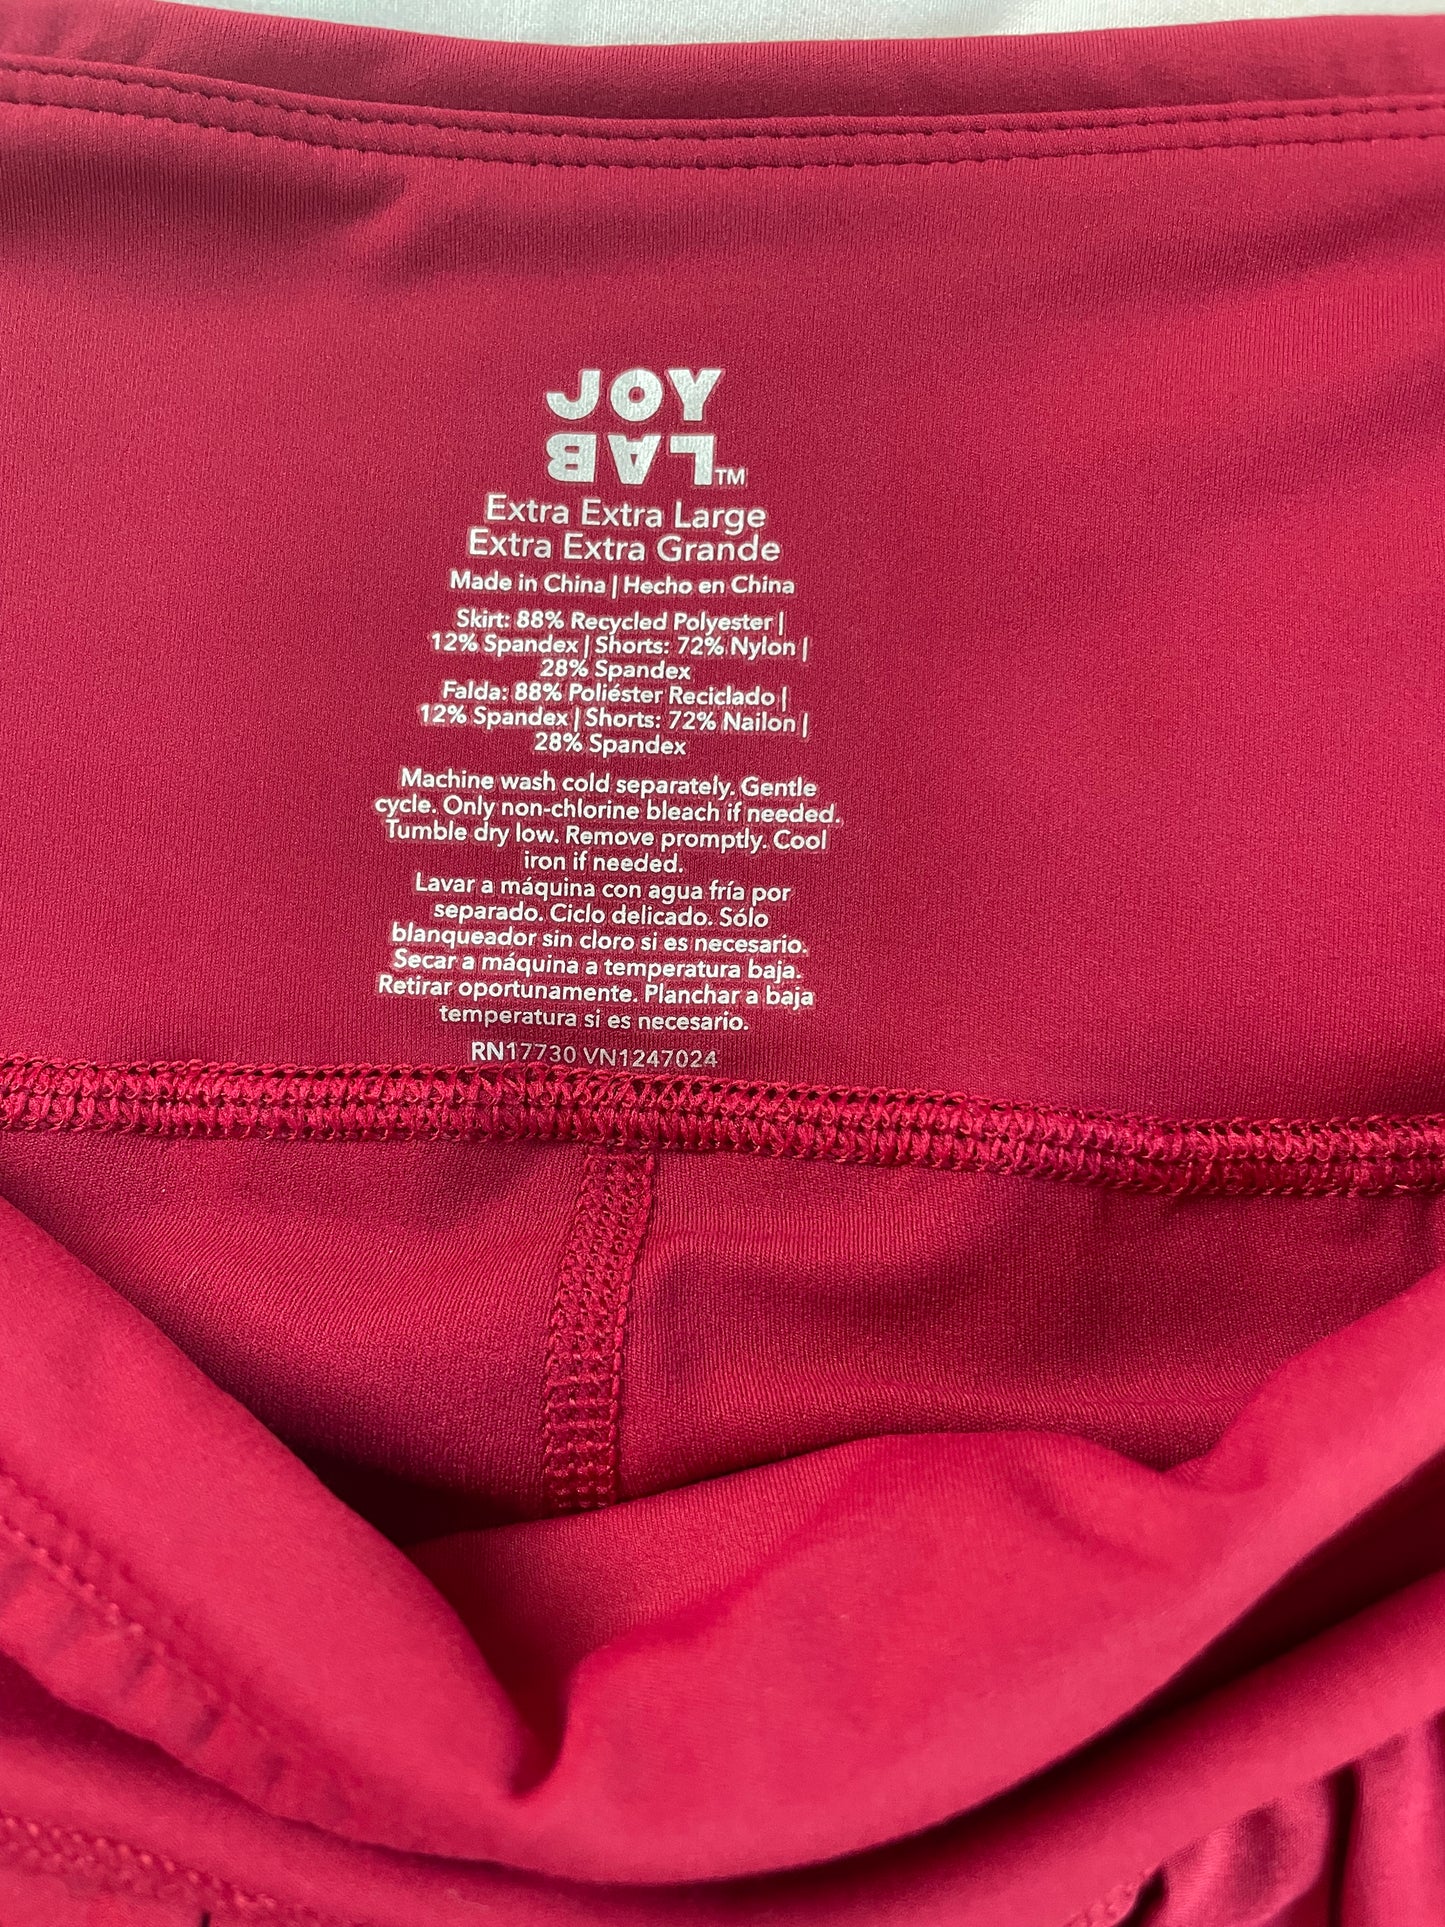 JOY
LAB™
Extra Extra Large
Extra Extra Grande
Made in China | Hecho en China
Skirt: 88% Recycled Polyester |
12% Spandex | Shorts: 72% Nylon |
28% Spandex
Falda: 88% Poliéster Reciclado |
12% Spandex | Shorts: 72% Nailon |
28% Spandex
Machine wash cold separately. Gentle
cycle. Only non-chlorine bleach if needed.
Tumble dry low. Remove promptly. Cool
iron if needed.
Lavar a máquina con agua fría por
separado. Ciclo delicado. Sólo
blanqueador sin cloro si es necesario.
Secar a máquina a temperatura baja.
Retirar oportunamente. Planchar a baja
temperatura si es necesario.
RN17730 VN1247024